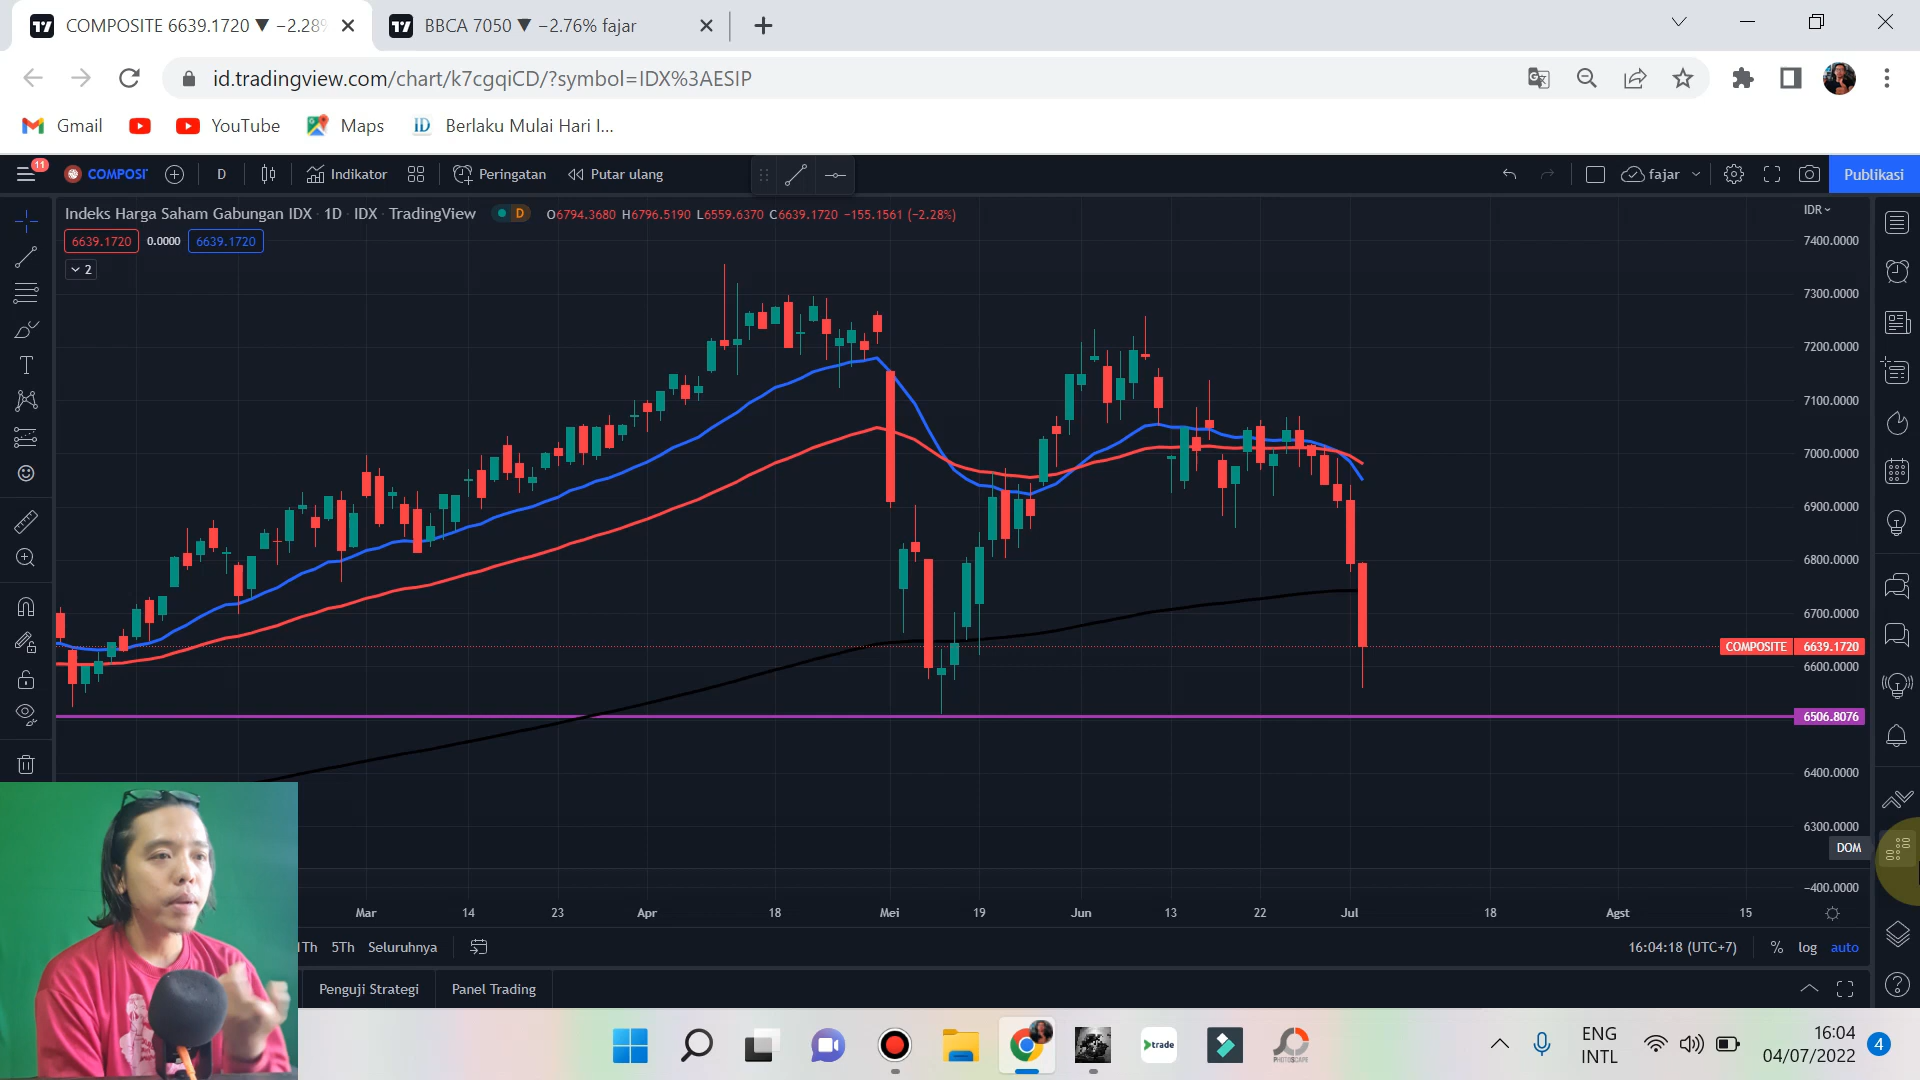 COMPOSITE 6639.1720 ▼ −2.28%
BBCA 7050 ▼ −2.76% fajar
id.tradingview.com/chart/k7cgqiCD/?symbol=IDX%3AESIP
Gmail
YouTube
Maps
ID
Berlaku Mulai Hari I...
11
COMPOSI
D
Indikator
Peringatan
Putar ulang
fajar
Publikasi
Indeks Harga Saham Gabungan IDX · 1D · IDX · TradingView
D
O6794.3680 H6796.5190 L6559.6370 C6639.1720 −155.1561 (−2.28%)
IDR
6639.1720
0.0000
6639.1720
2
7400.0000
7300.0000
7200.0000
7100.0000
7000.0000
6900.0000
6800.0000
6700.0000
COMPOSITE 6639.1720
6600.0000
6506.8076
6400.0000
6300.0000
DOM
−400.0000
Mar
14
23
Apr
18
Mei
19
Jun
13
22
Jul
18
Agst
15
1Th
5Th
Seluruhnya
16:04:18 (UTC+7)
%
log
auto
Penguji Strategi
Panel Trading
trade
PHOTOSCAPE
ENG
INTL
16:04
04/07/2022
4